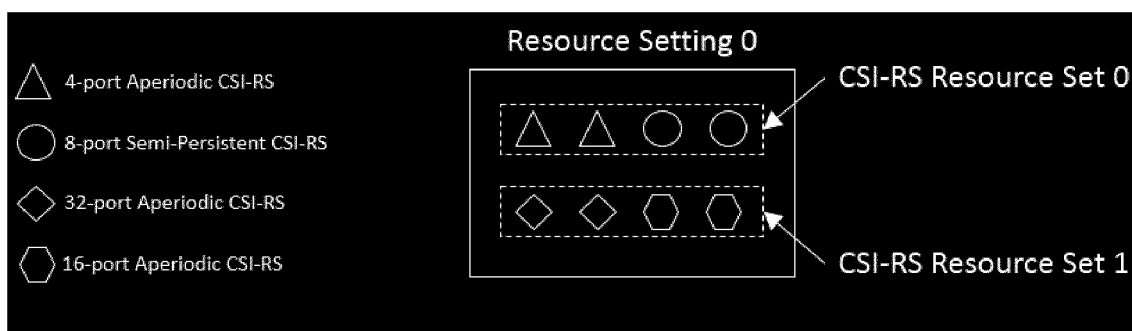 Resource Setting 0
4-port Aperiodic CSI-RS
8-port Semi-Persistent CSI-RS
32-port Aperiodic CSI-RS
16-port Aperiodic CSI-RS
CSI-RS Resource Set 0
CSI-RS Resource Set 1